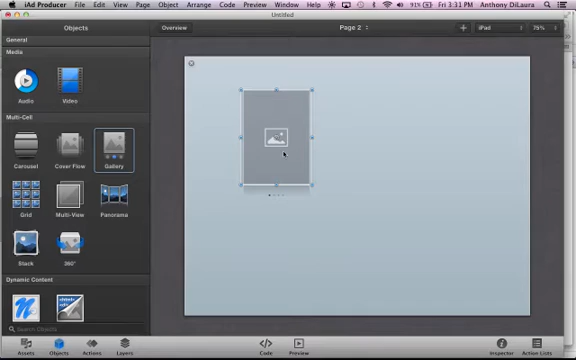 iAd Producer File Edit View Page Object Arrange Code Preview Window Help 91% Fri 3:31 PM Anthony DiLaura
Untitled
Objects Overview Page 2 iPad 75%
General
Media
Audio Video
Multi-Cell
Carousel Cover Flow Gallery
Grid Multi-View Panorama
Stack 360°
Dynamic Content
Search Objects
Assets Objects Actions Layers Code Preview Inspector Action Lists